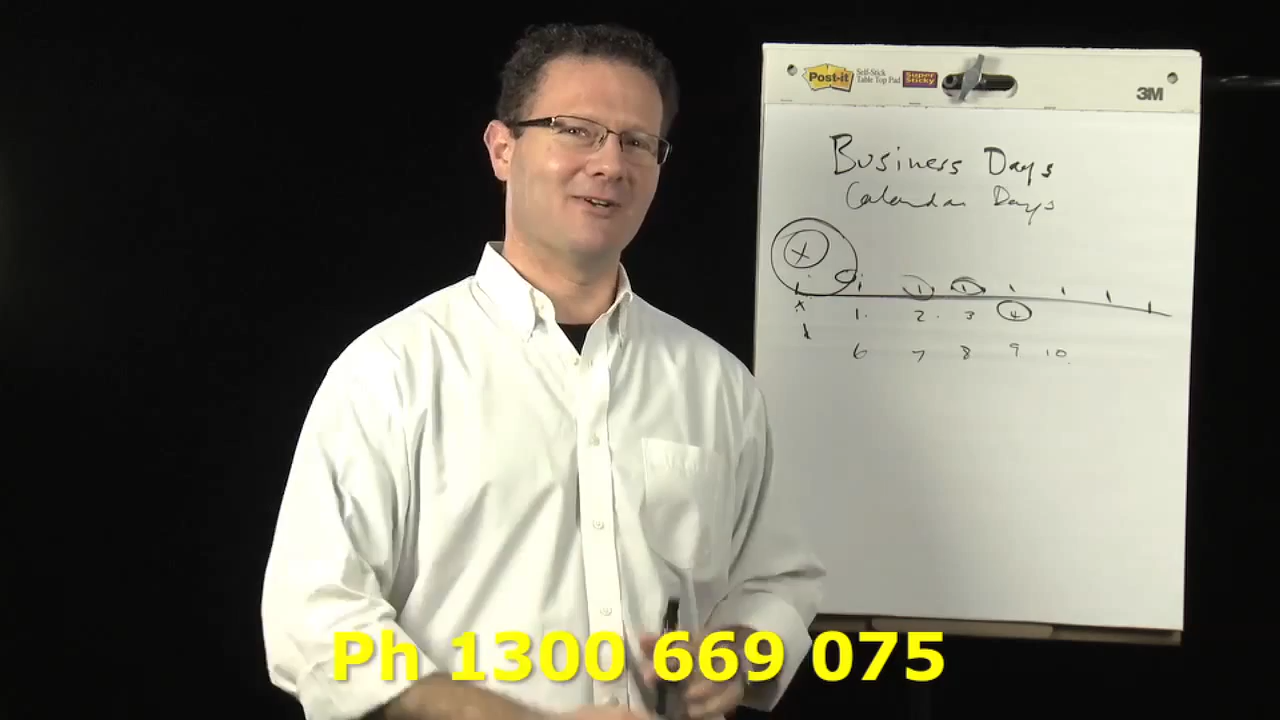 Post-it Self-Stick Table Top Pad Super Sticky 3M
Business Days
Calendar Days
X
1. 2. 3 4
6 7 8 9 10.
Ph 1300 669 075